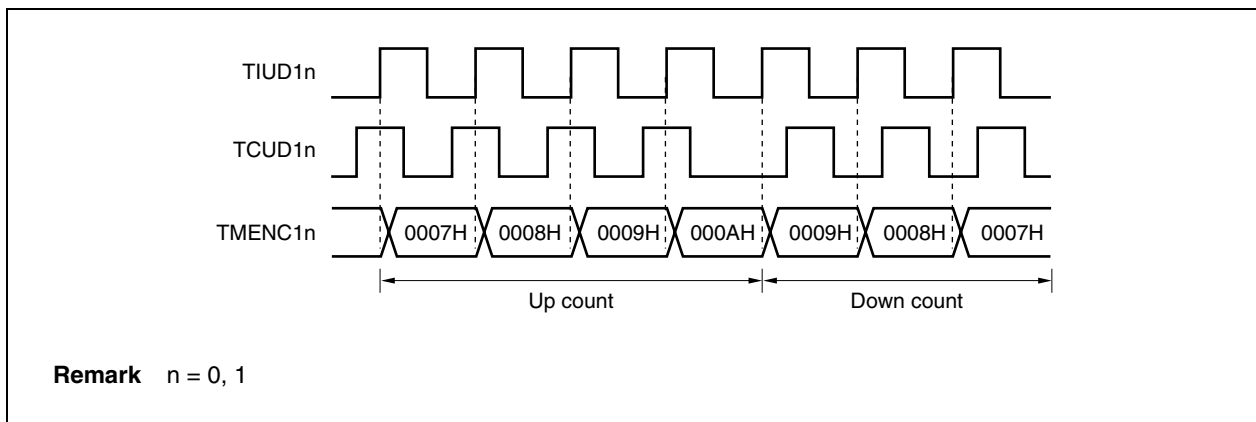 TIUD1n
TCUD1n
TMENC1n
0007H 0008H 0009H 000AH 0009H 0008H 0007H
Up count Down count
Remark n = 0, 1